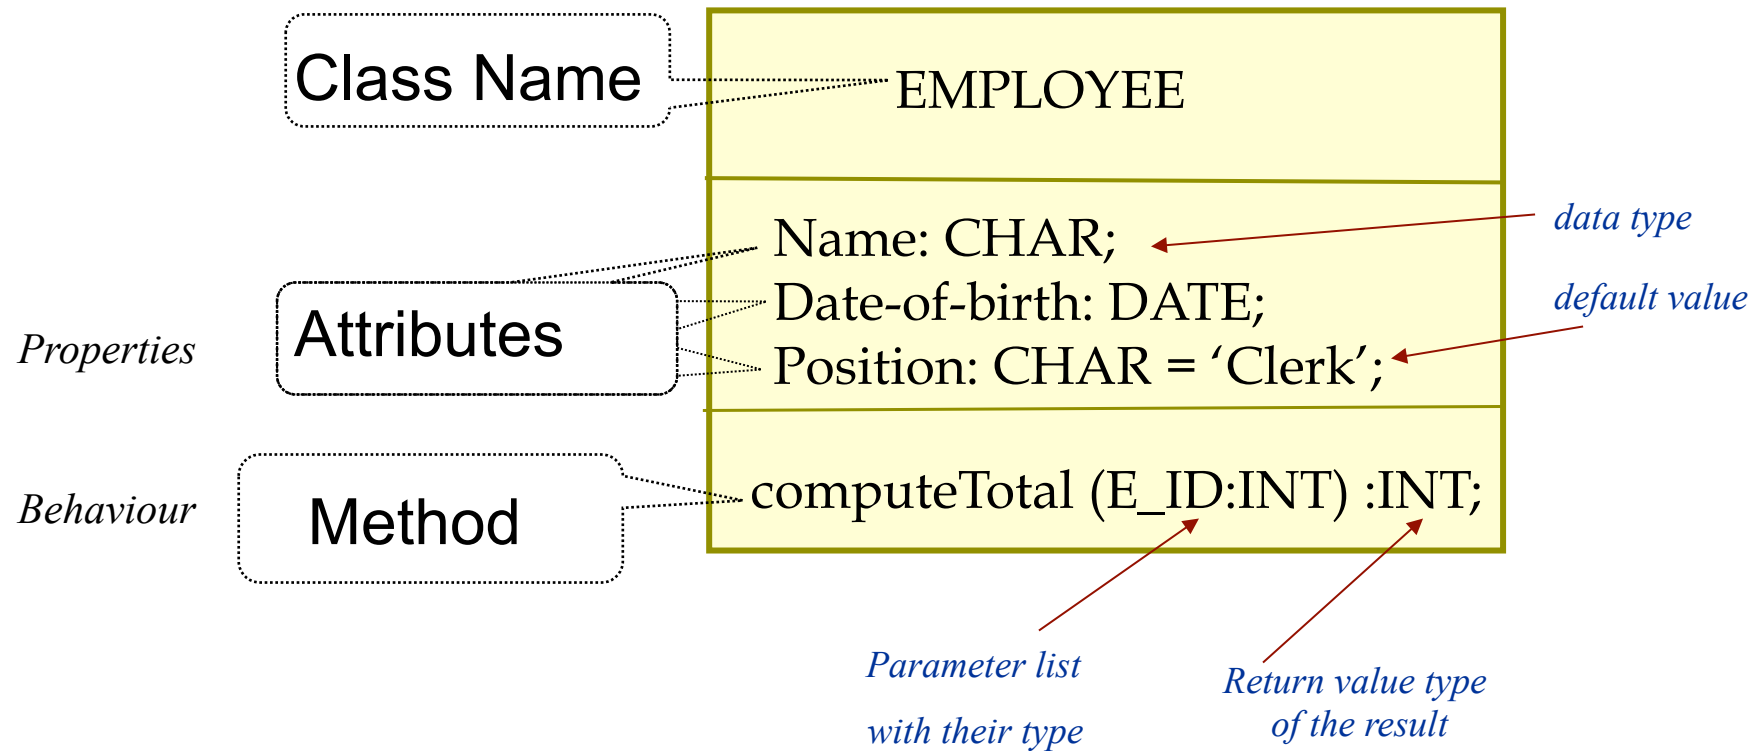 Class Name
EMPLOYEE
Name: CHAR;
data type
Date-of-birth: DATE;
default value
Properties
Attributes
Position: CHAR = ‘Clerk’;
Behaviour
Method
computeTotal (E_ID:INT) :INT;
Parameter list
with their type
Return value type
of the result